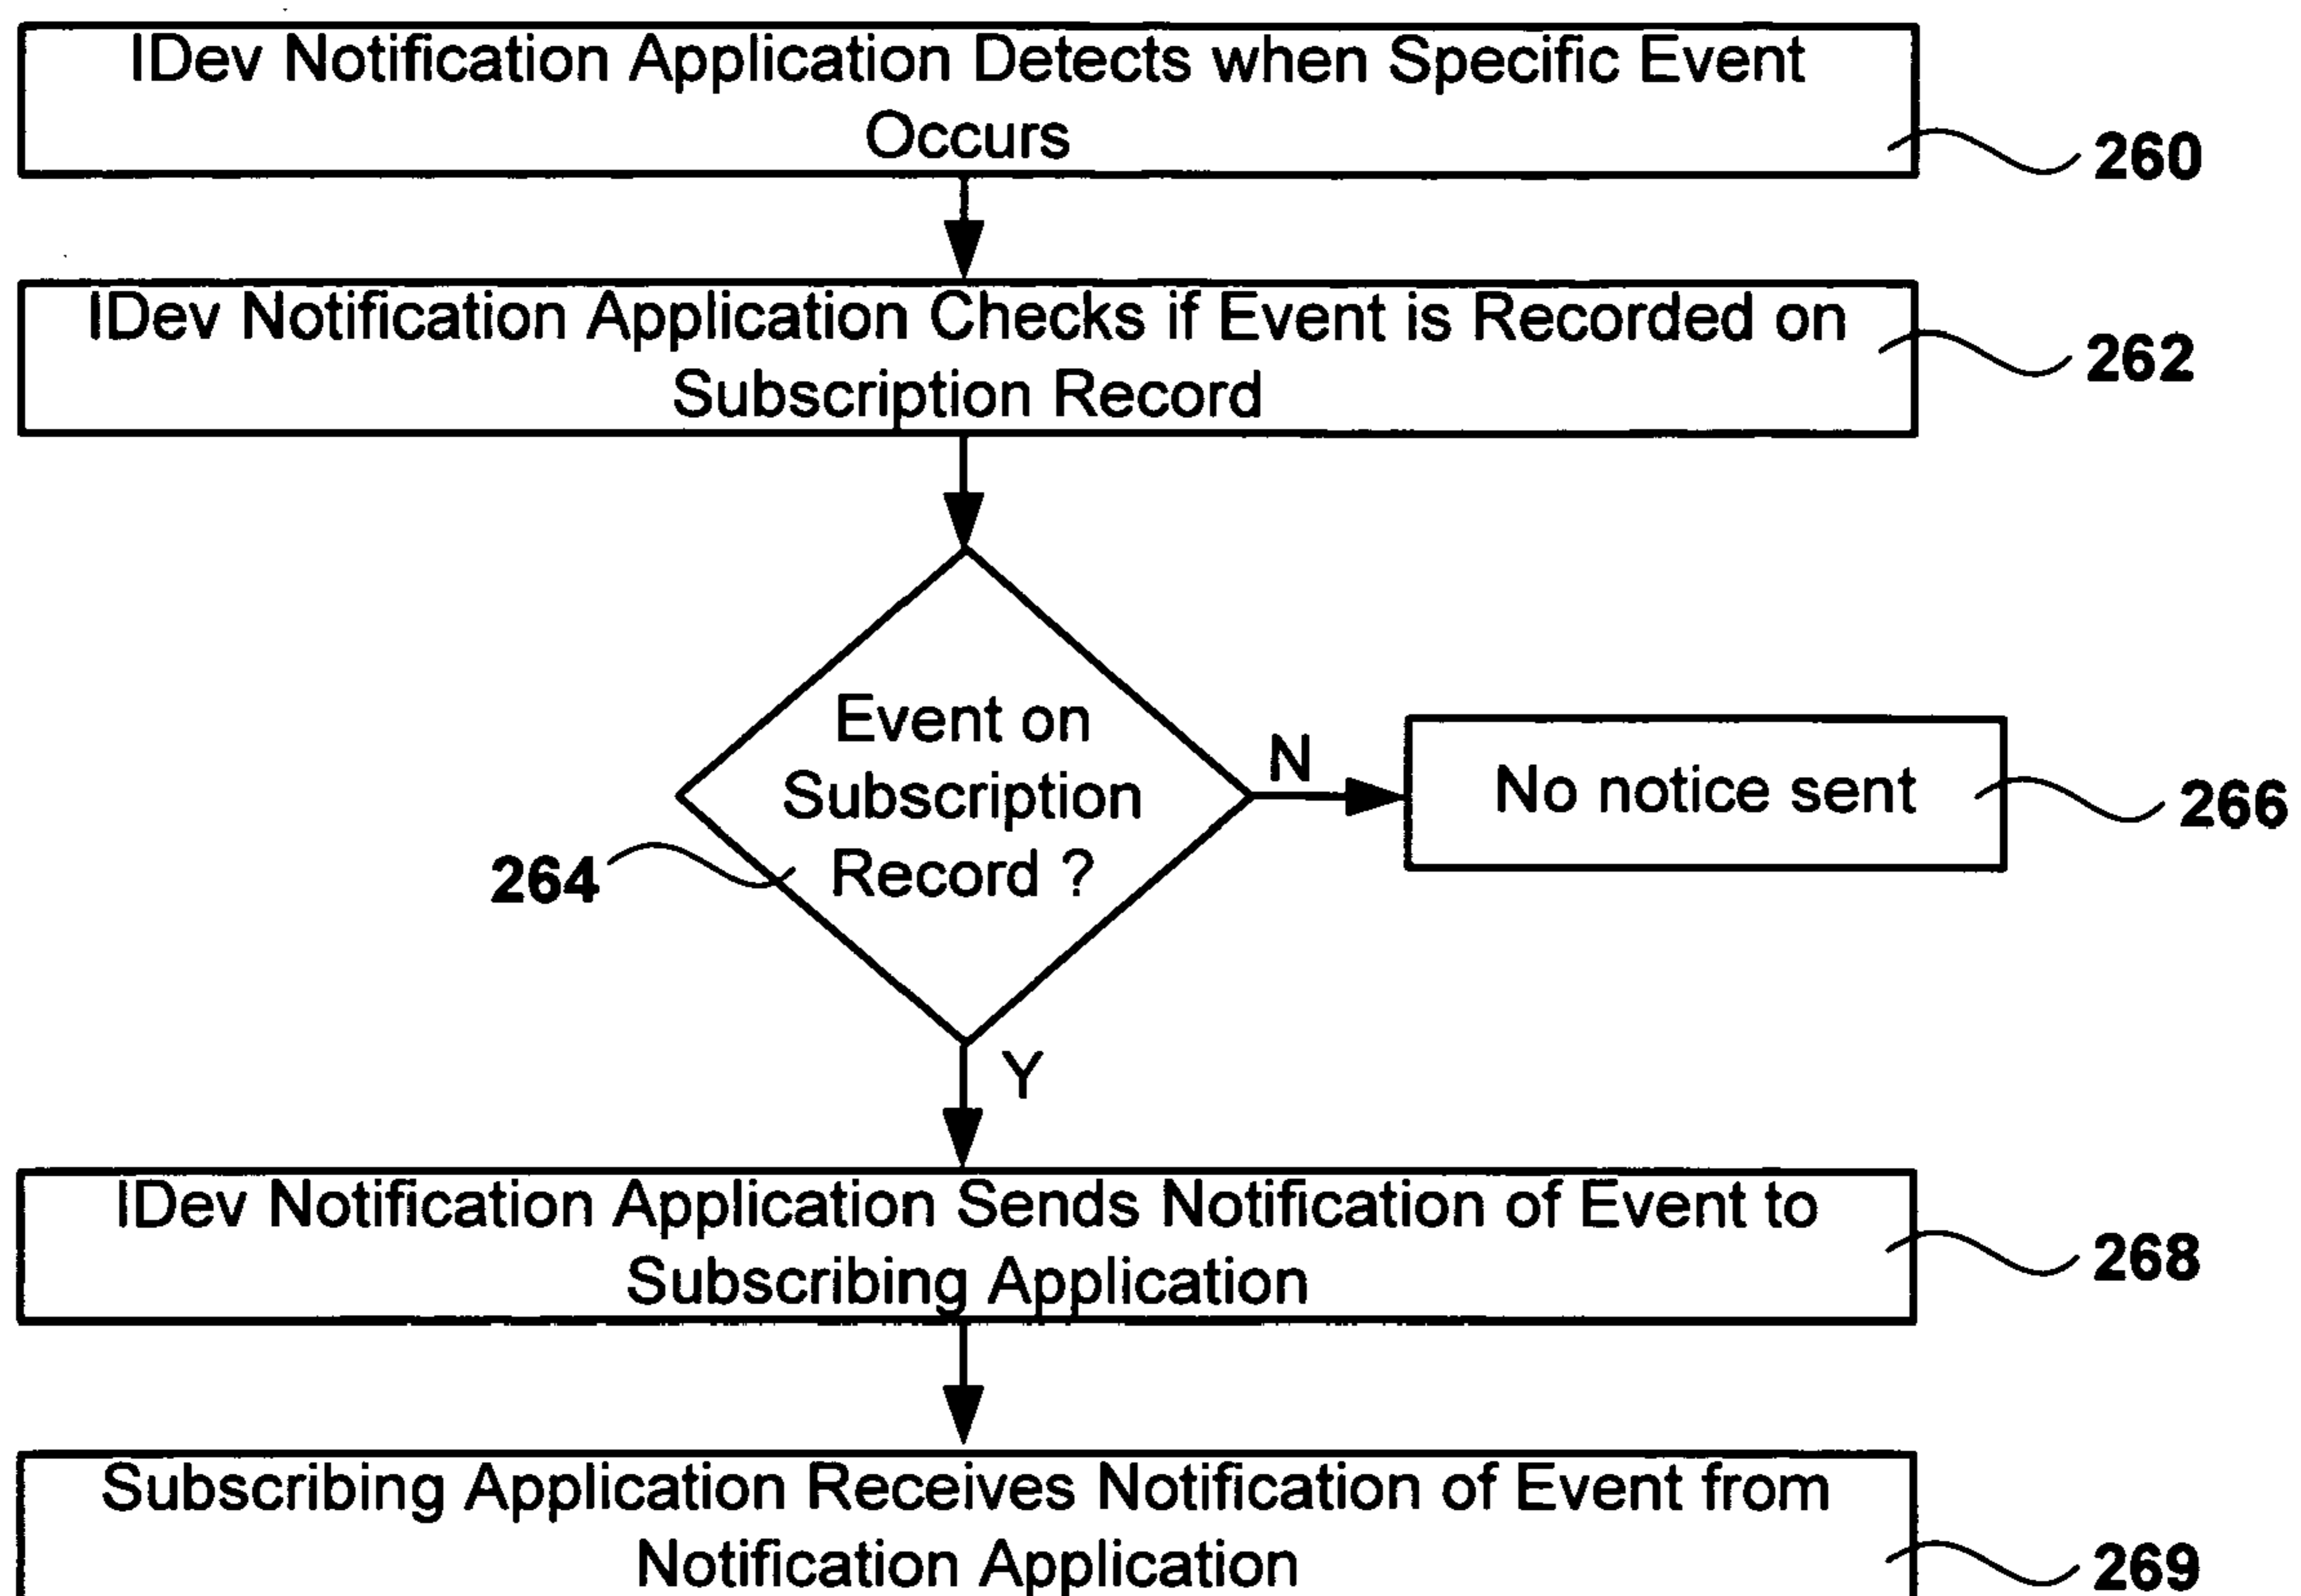 IDev Notification Application Detects when Specific Event
Occurs
260
IDev Notification Application Checks if Event is Recorded on
Subscription Record
262
Event on
Subscription
Record ?
264
N
No notice sent
266
Y
IDev Notification Application Sends Notification of Event to
Subscribing Application
268
Subscribing Application Receives Notification of Event from
Notification Application
269